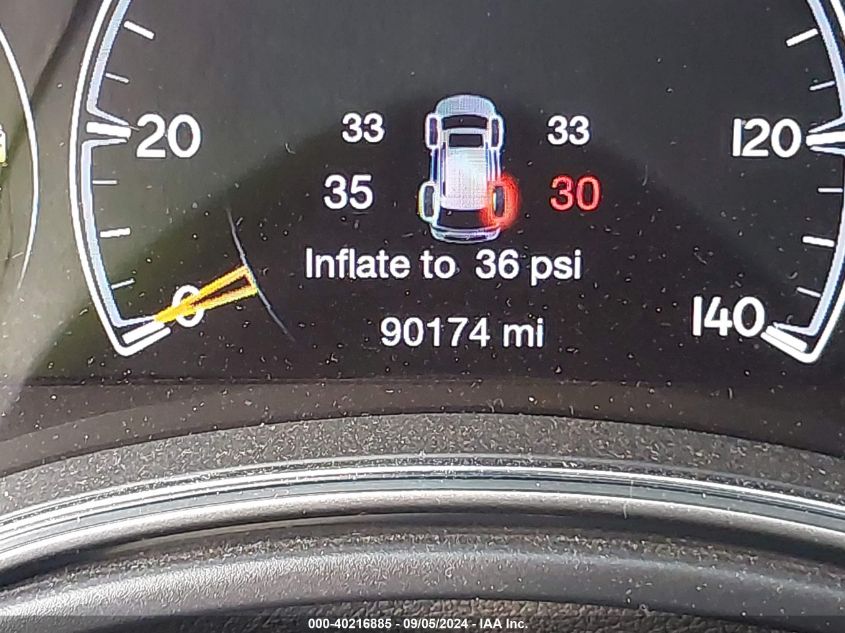 33 33
20 120
35 30
Inflate to 36 psi
0 140
90174 mi
000-40216885 - 09/05/2024 - IAA Inc.